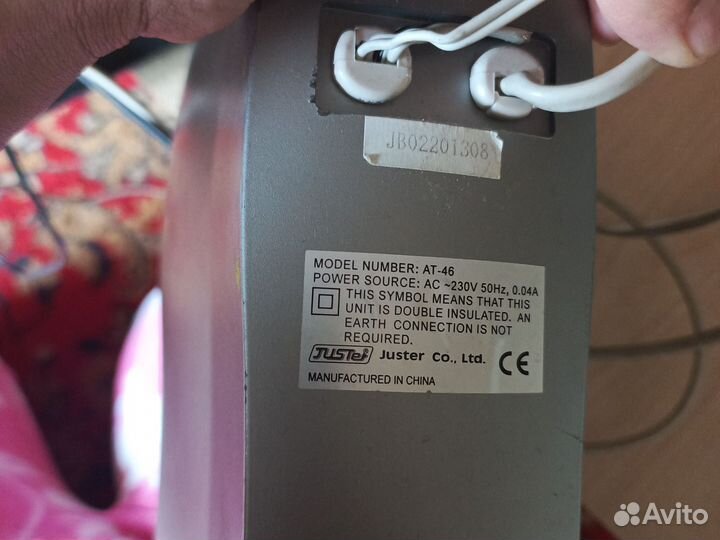 JB02201308
MODEL NUMBER: AT-46
POWER SOURCE: AC ~230V 50Hz, 0.04A
THIS SYMBOL MEANS THAT THIS
UNIT IS DOUBLE INSULATED. AN
EARTH CONNECTION IS NOT
REQUIRED.
JUSTer Juster Co., Ltd. CE
MANUFACTURED IN CHINA
Avito